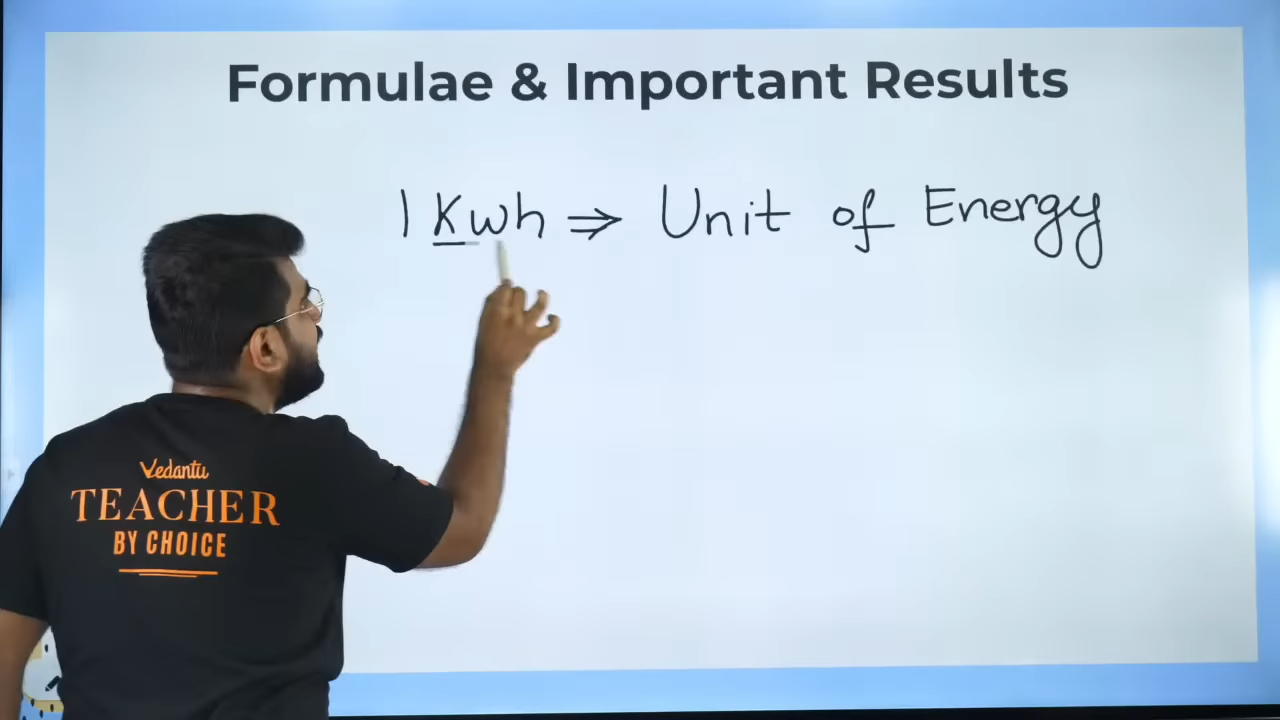 Formulae & Important Results
1 Kwh ⇒ Unit of Energy
Vedantu
TEACHER
BY CHOICE